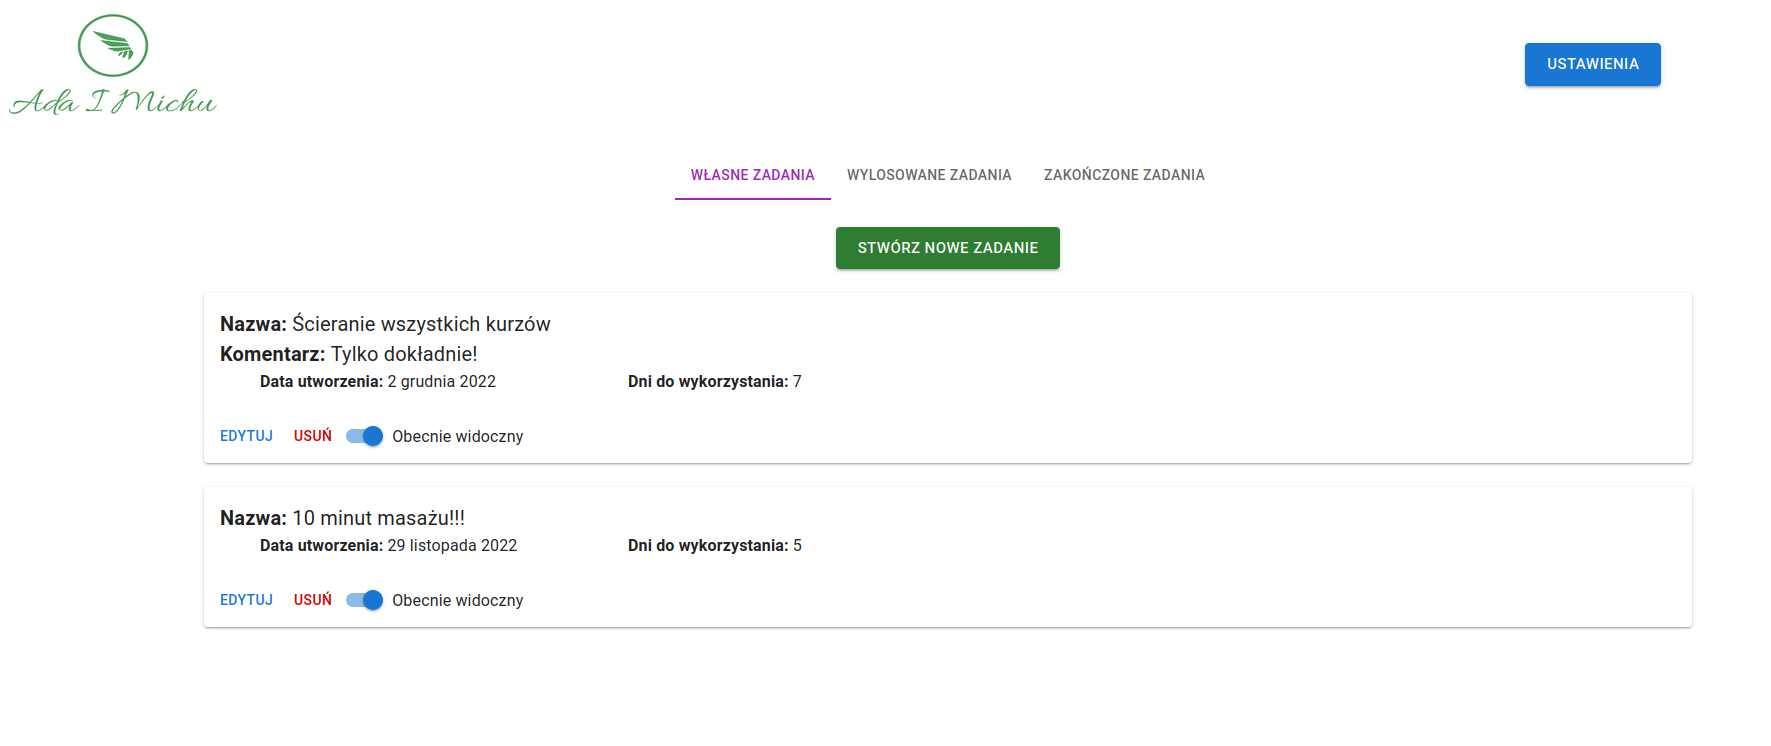 Ada I Michu
USTAWIENIA
WŁASNE ZADANIA WYLOSOWANE ZADANIA ZAKOŃCZONE ZADANIA
STWÓRZ NOWE ZADANIE
Nazwa: Ścieranie wszystkich kurzów
Komentarz: Tylko dokładnie!
Data utworzenia: 2 grudnia 2022 Dni do wykorzystania: 7
EDYTUJ USUŃ Obecnie widoczny
Nazwa: 10 minut masażu!!!
Data utworzenia: 29 listopada 2022 Dni do wykorzystania: 5
EDYTUJ USUŃ Obecnie widoczny